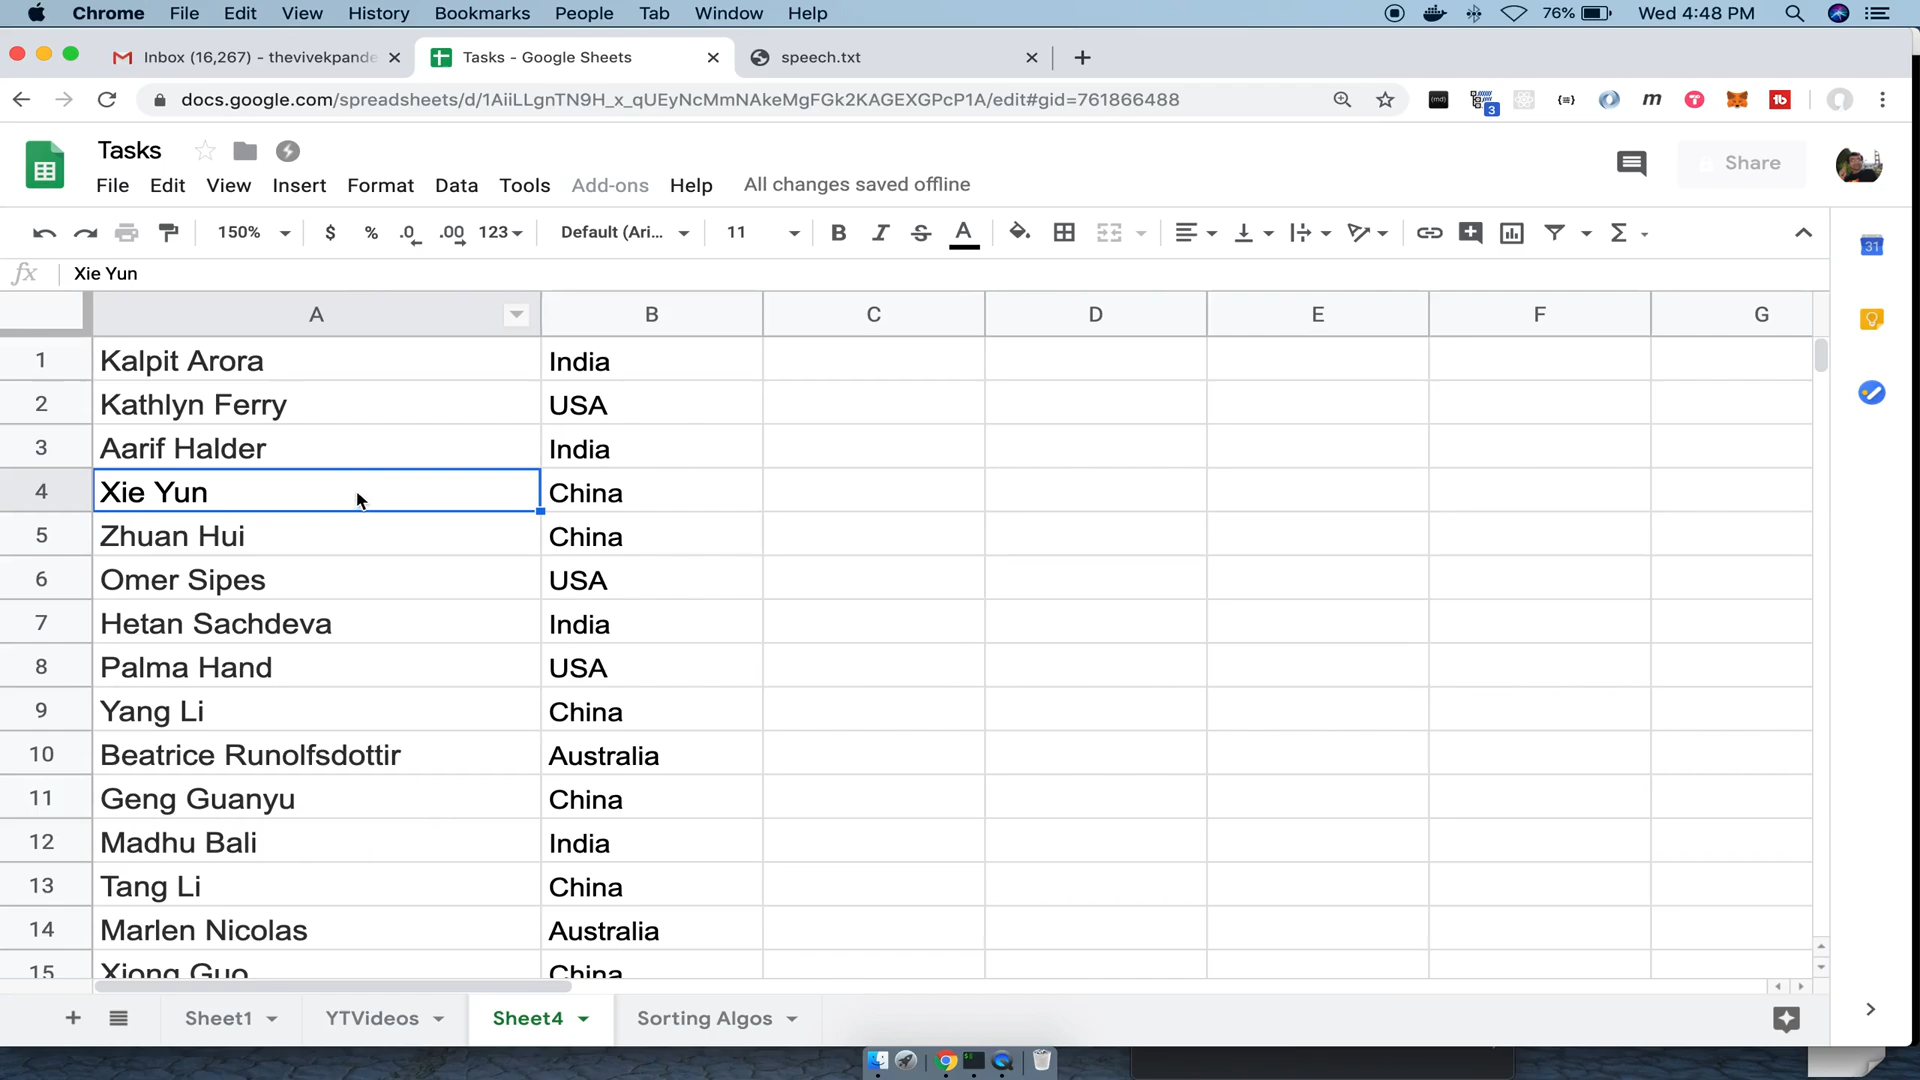 Chrome File Edit View History Bookmarks People Tab Window Help 76% Wed 4:48 PM
Inbox (16,267) - thevivekpande
Tasks - Google Sheets
speech.txt
docs.google.com/spreadsheets/d/1AiiLLgnTN9H_x_qUEyNcMmNAkeMgFGk2KAGEXGPcP1A/edit#gid=761866488
3
Tasks
Share
File Edit View Insert Format Data Tools Add-ons Help All changes saved offline
150% $ % .0 .00 123 Default (Ari... 11 B I S A Σ
31
fx Xie Yun
A B C D E F G
1 Kalpit Arora India
2 Kathlyn Ferry USA
3 Aarif Halder India
4 Xie Yun China
5 Zhuan Hui China
6 Omer Sipes USA
7 Hetan Sachdeva India
8 Palma Hand USA
9 Yang Li China
10 Beatrice Runolfsdottir Australia
11 Geng Guanyu China
12 Madhu Bali India
13 Tang Li China
14 Marlen Nicolas Australia
15 Xiong Guo China
Sheet1 YTVideos Sheet4 Sorting Algos